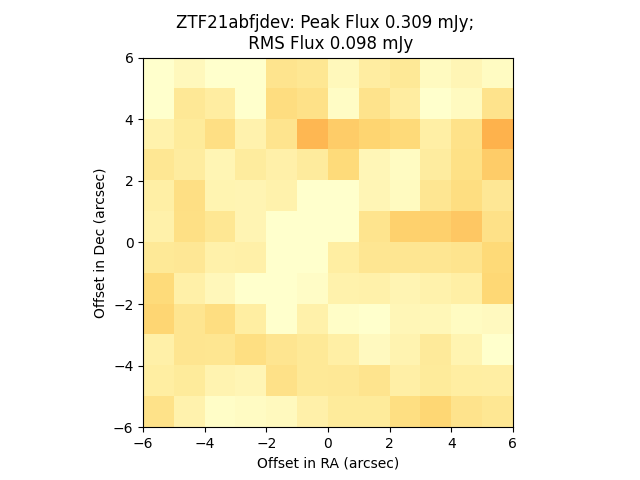 ZTF21abfjdev: Peak Flux 0.309 mJy;
RMS Flux 0.098 mJy
6
4
2
0
−2
−4
−6
Offset in Dec (arcsec)
−6 −4 −2 0 2 4 6
Offset in RA (arcsec)